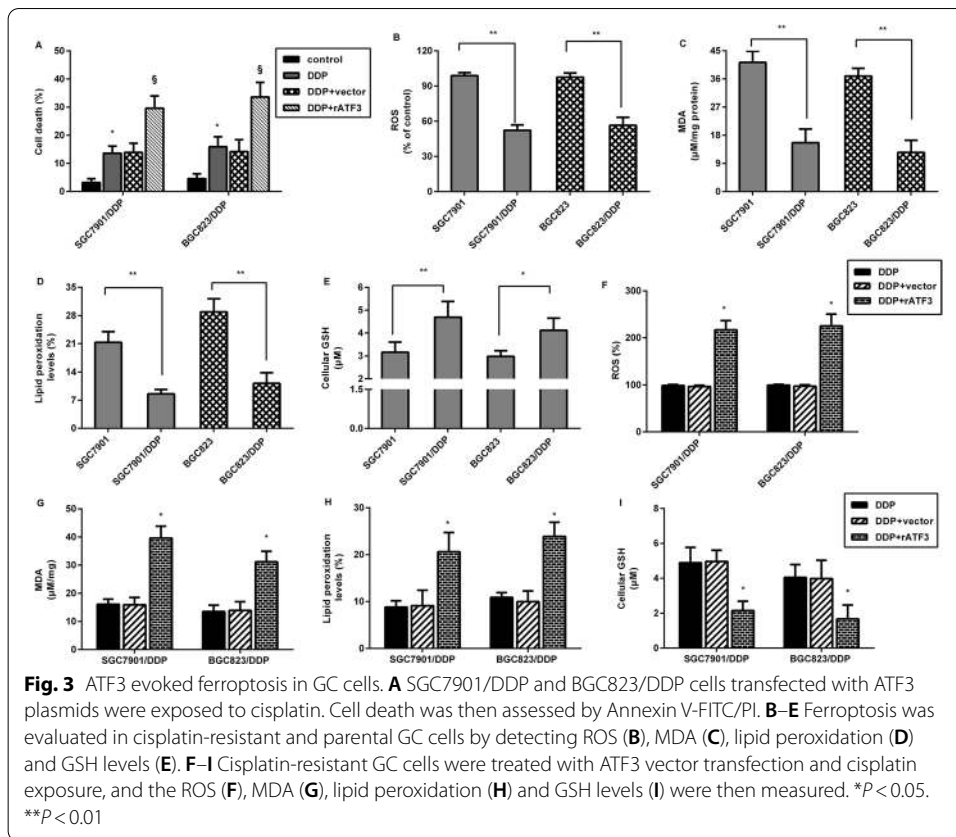 A
control
DDP
DDP+vector
DDP+rATF3
Cell death (%)
50
40
30
20
10
0
*
§
*
§
SGC7901/DDP
BGC823/DDP
B
ROS
(% of control)
120
90
60
30
0
**
**
SGC7901
SGC7901/DDP
BGC823
BGC823/DDP
C
MDA
(μM/mg protein)
45
36
27
18
9
0
**
**
SGC7901
SGC7901/DDP
BGC823
BGC823/DDP
D
Lipid peroxidation
levels (%)
35
28
21
14
7
0
**
**
SGC7901
SGC7901/DDP
BGC823
BGC823/DDP
E
Cellular GSH
(μM)
6
5
4
3
2
1.5
0.0
**
*
SGC7901
SGC7901/DDP
BGC823
BGC823/DDP
F
DDP
DDP+vector
DDP+rATF3
ROS (%)
300
200
100
0
*
*
SGC7901/DDP
BGC823/DDP
G
MDA
(μM/mg)
50
40
30
20
10
0
*
*
SGC7901/DDP
BGC823/DDP
H
Lipid peroxidation
levels (%)
30
20
10
0
*
*
SGC7901/DDP
BGC823/DDP
I
DDP
DDP+vector
DDP+rATF3
Cellular GSH
(μM)
8
6
4
2
0
*
*
SGC7901/DDP
BGC823/DDP
Fig. 3 ATF3 evoked ferroptosis in GC cells. A SGC7901/DDP and BGC823/DDP cells transfected with ATF3
plasmids were exposed to cisplatin. Cell death was then assessed by Annexin V-FITC/PI. B–E Ferroptosis was
evaluated in cisplatin-resistant and parental GC cells by detecting ROS (B), MDA (C), lipid peroxidation (D)
and GSH levels (E). F–I Cisplatin-resistant GC cells were treated with ATF3 vector transfection and cisplatin
exposure, and the ROS (F), MDA (G), lipid peroxidation (H) and GSH levels (I) were then measured. *P < 0.05.
**P < 0.01